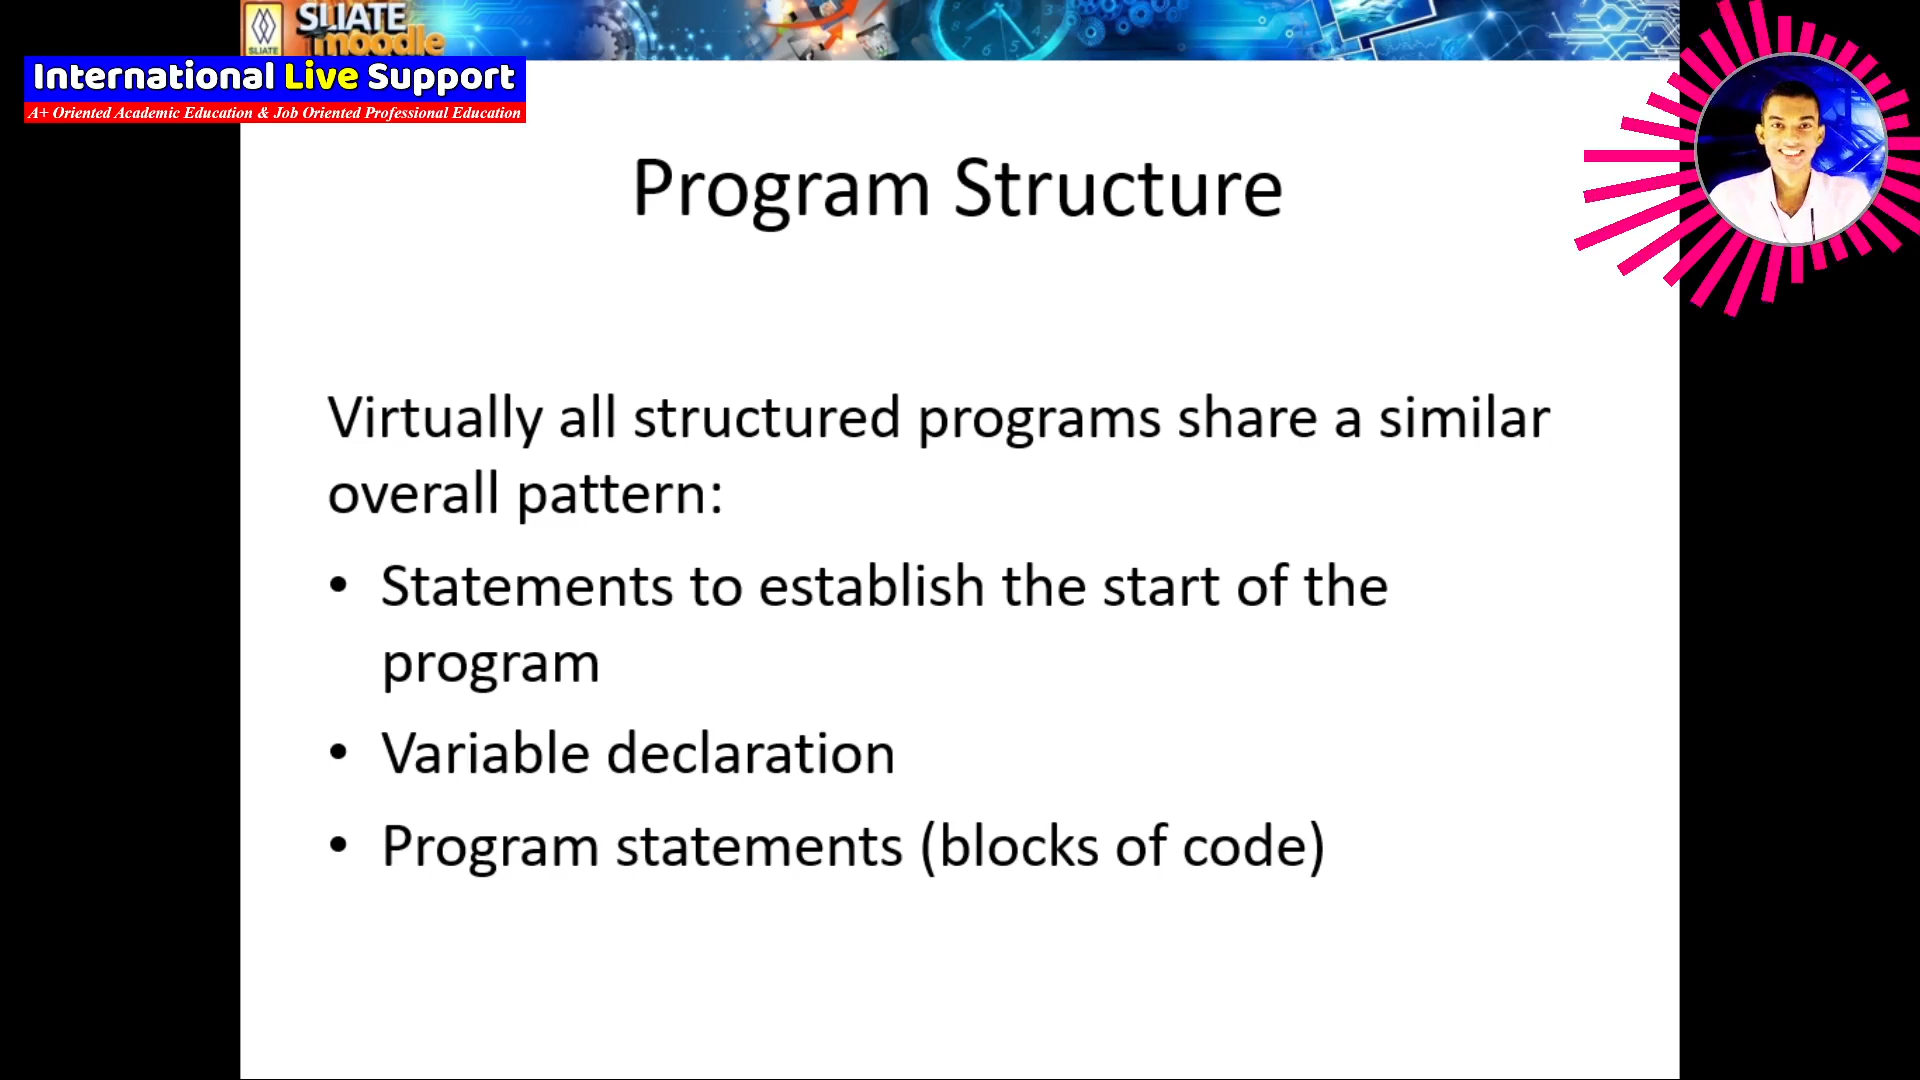 SLIATE
moodle
SLIATE
International Live Support
A+ Oriented Academic Education & Job Oriented Professional Education
Program Structure
Virtually all structured programs share a similar
overall pattern:
• Statements to establish the start of the
program
• Variable declaration
• Program statements (blocks of code)